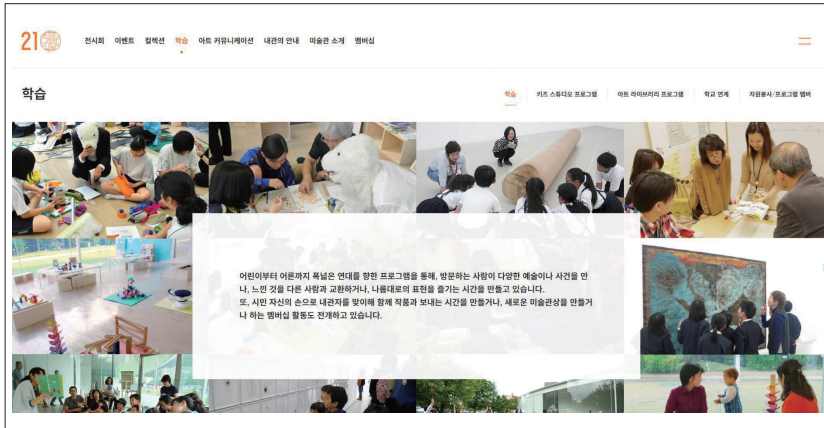 21
전시회 이벤트 컬렉션 학습 아트 커뮤니케이션 내관의 안내 미술관 소개 멤버십
학습
학습 키즈 스튜디오 프로그램 아트 라이브러리 프로그램 학교 연계 자원봉사/프로그램 멤버
어린이부터 어른까지 폭넓은 연대를 향한 프로그램을 통해, 방문하는 사람이 다양한 예술이나 사건을 만
나, 느낀 것을 다른 사람과 교환하거나, 나름대로의 표현을 즐기는 시간을 만들고 있습니다.
또, 시민 자신의 손으로 내관자를 맞이해 함께 작품과 보내는 시간을 만들거나, 새로운 미술관상을 만들거
나 하는 멤버십 활동도 전개하고 있습니다.